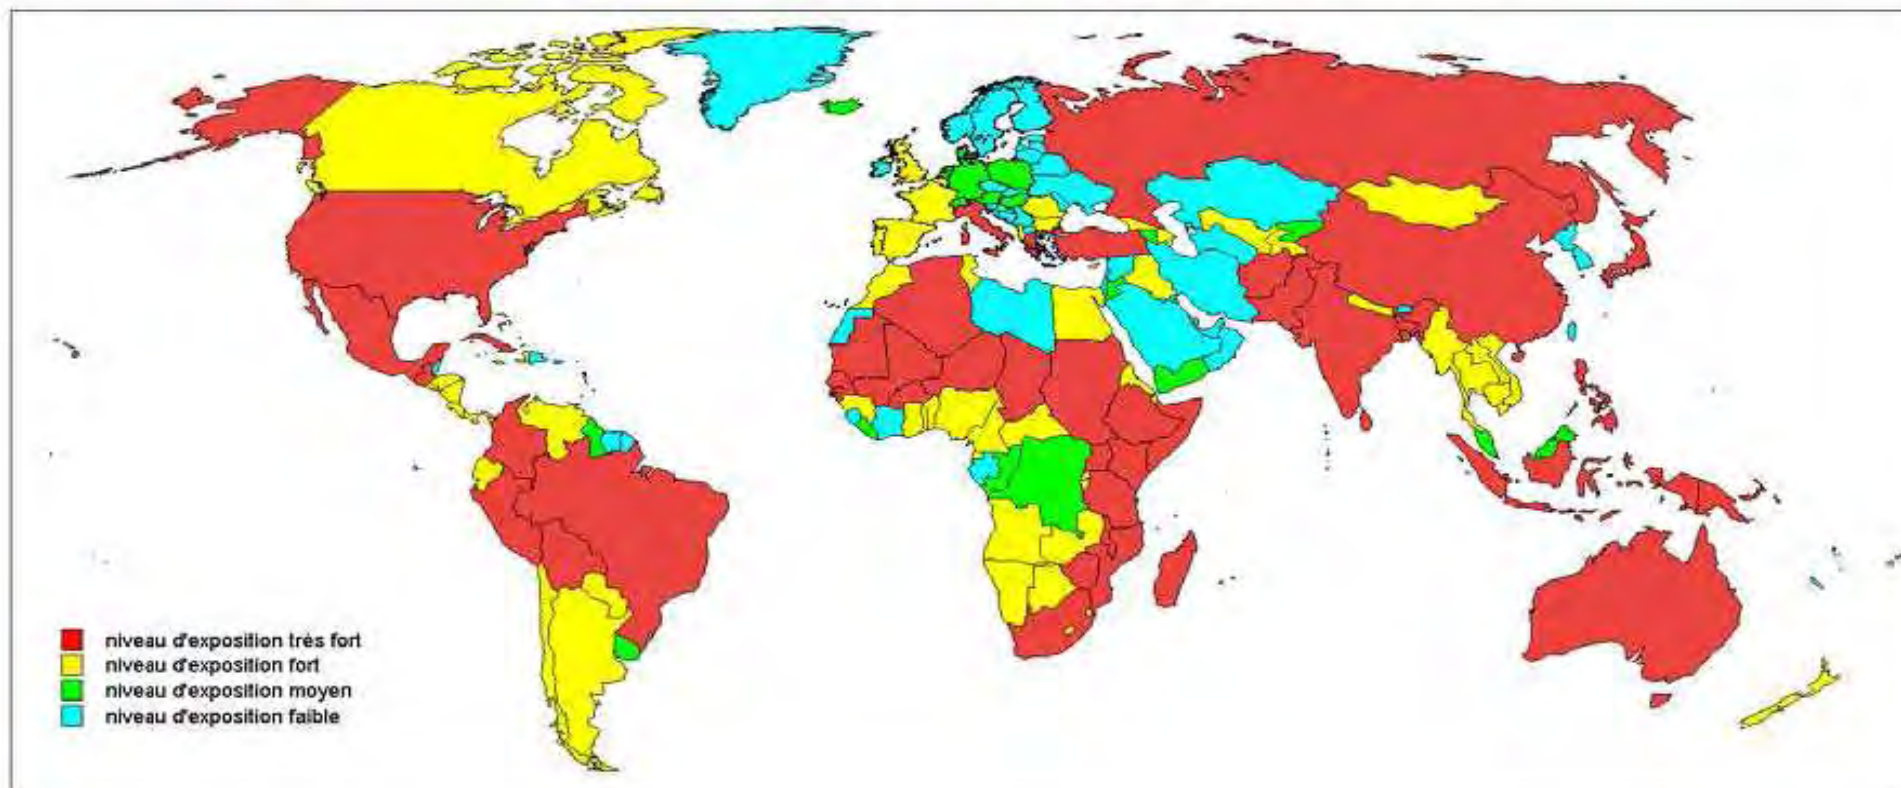 niveau d'exposition très fort
niveau d'exposition fort
niveau d'exposition moyen
niveau d'exposition faible